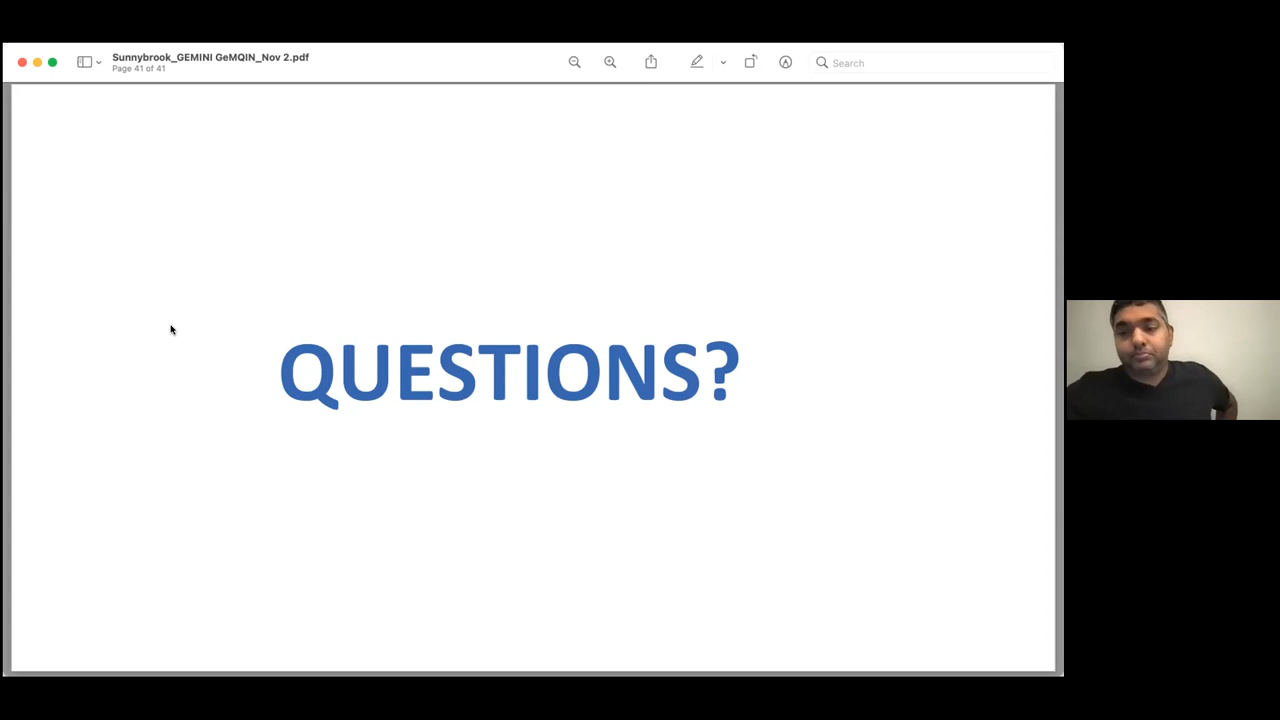 Sunnybrook_GEMINI GeMQIN_Nov 2.pdf
Page 41 of 41
Search
QUESTIONS?